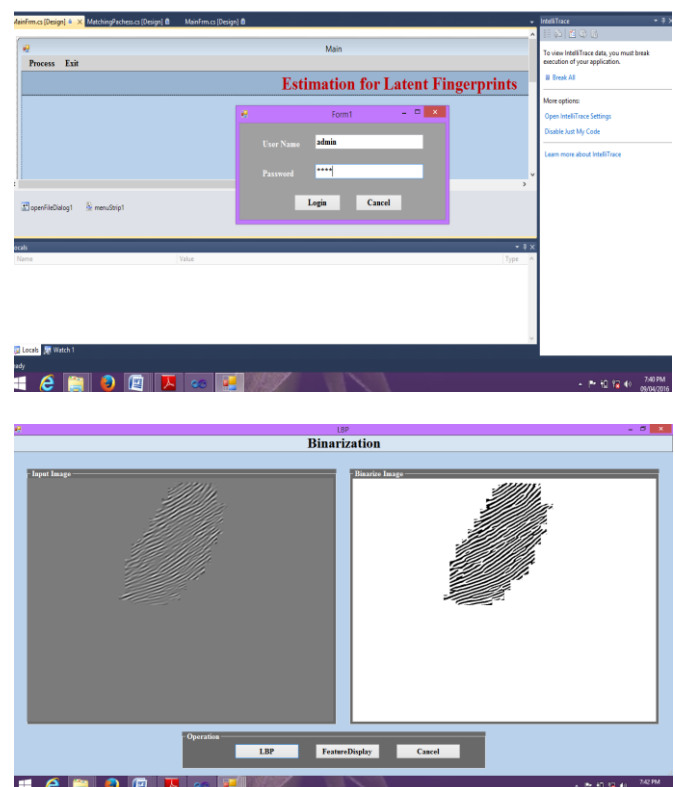 MainFrm.cs [Design] MatchingPachess.cs [Design] MainFrm.cs [Design]
IntelliTrace
Main
Process Exit
To view IntelliTrace data, you must break
execution of your application.
Break All
Estimation for Latent Fingerprints
More options:
Open IntelliTrace Settings
Disable Just My Code
Learn more about IntelliTrace
Form1
User Name admin
Password ****
Login Cancel
openFileDialog1 menuStrip1
ocals
Name Value Type
Locals Watch 1
eady
7:40 PM
09/04/2016
LBP
Binarization
Input Image Binarize Image
Operation
LBP FeatureDisplay Cancel
7:42 PM